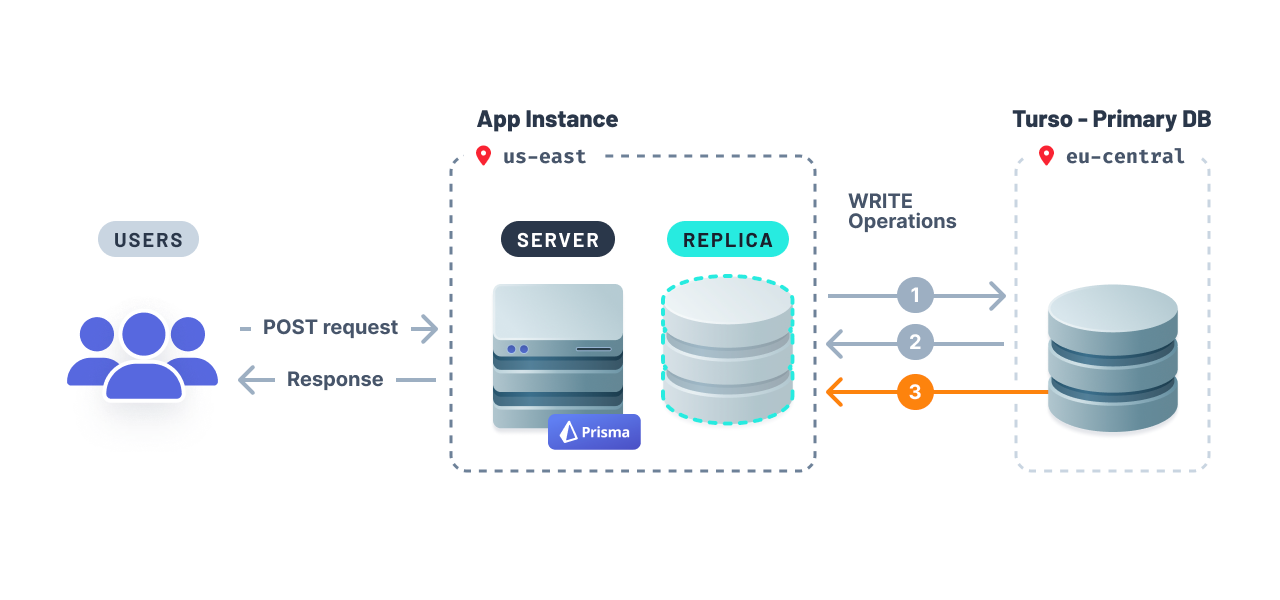 App Instance
us-east
Turso - Primary DB
eu-central
WRITE
Operations
USERS
SERVER
REPLICA
POST request
Response
1
2
3
Prisma